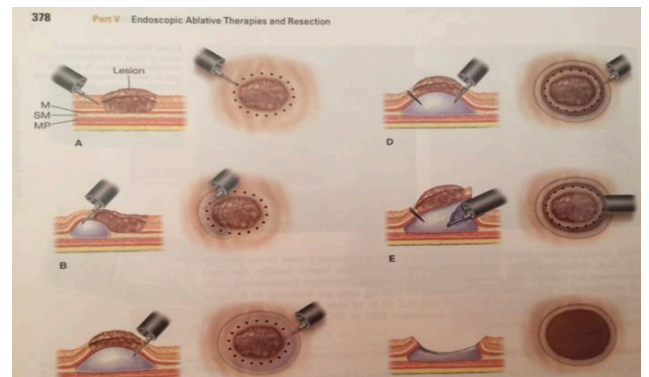 378
Part V Endoscopic Ablative Therapies and Resection
Lesion
M
SM
MP
A
D
B
E